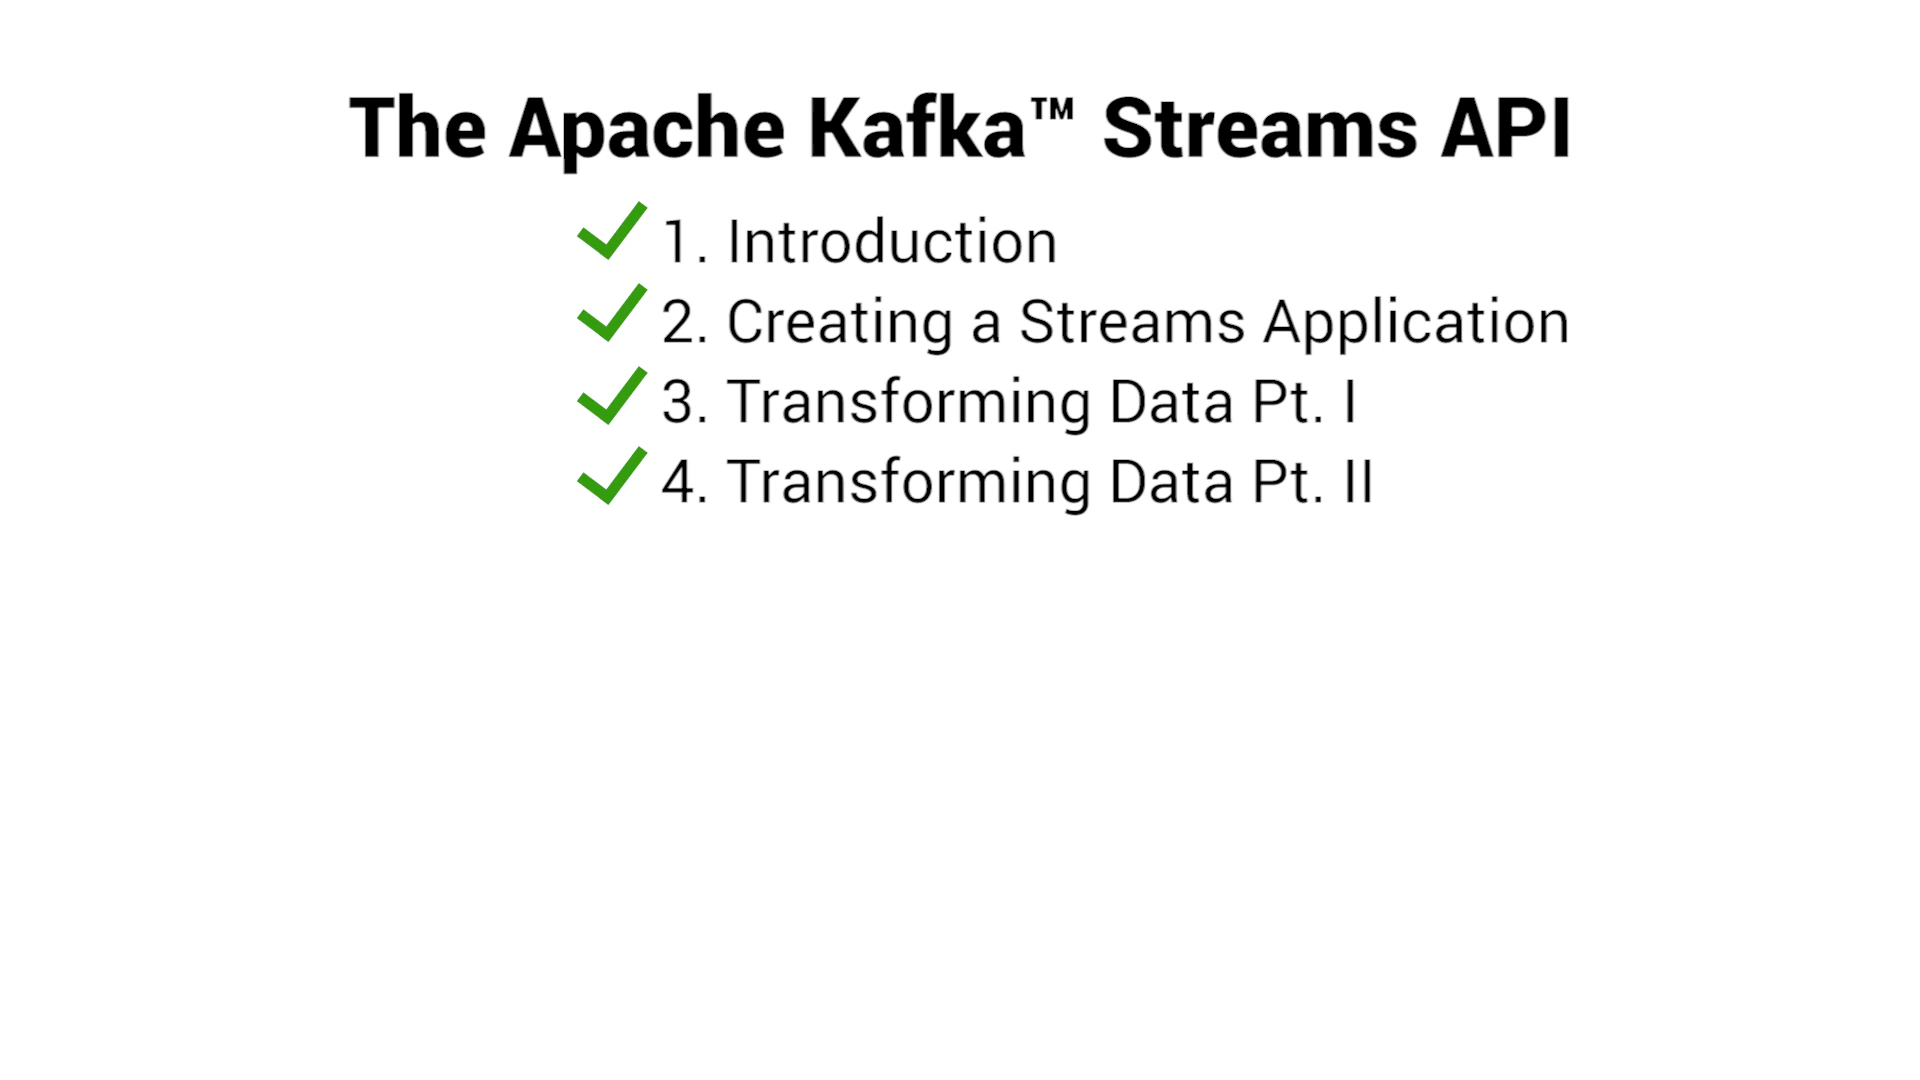 The Apache Kafka™ Streams API
1. Introduction
2. Creating a Streams Application
3. Transforming Data Pt. I
4. Transforming Data Pt. II